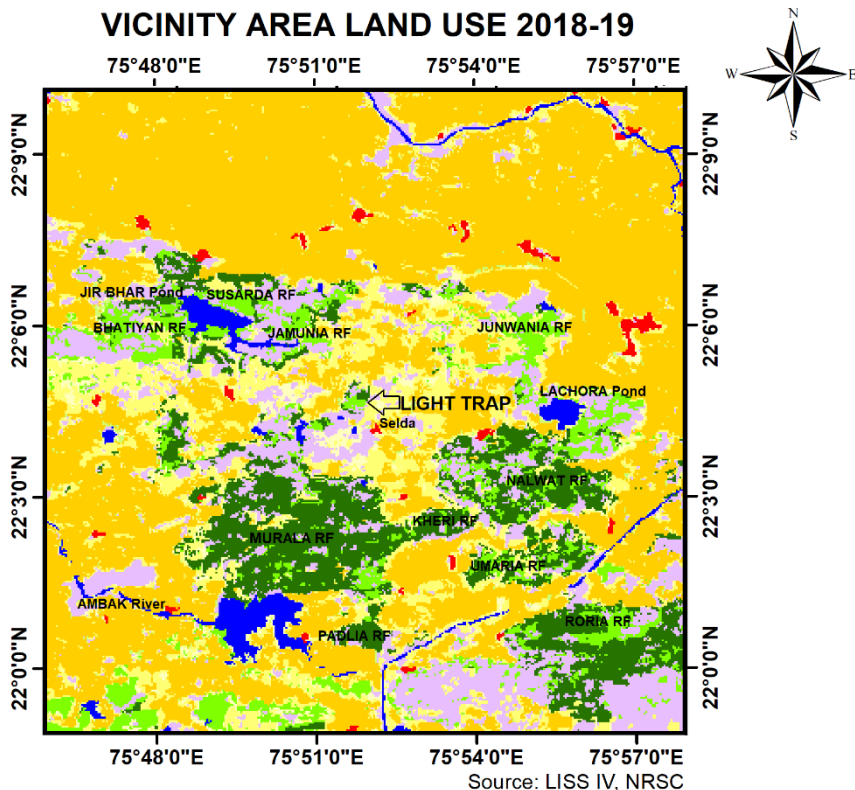 VICINITY AREA LAND USE 2018-19
N
W
E
S
75°48'0"E
75°51'0"E
75°54'0"E
75°57'0"E
22°9'0"N
22°9'0"N
JIR BHAR Pond
SUSARDA RF
22°6'0"N
BHATIYAN RF
JAMUNIA RF
JUNWANIA RF
22°6'0"N
LACHORA Pond
LIGHT TRAP
Selda
NALWAT RF
22°3'0"N
22°3'0"N
KHERI RF
MURALA RF
UMARIA RF
AMBAK River
RORIA RF
PADLIA RF
22°0'0"N
22°0'0"N
75°48'0"E
75°51'0"E
75°54'0"E
75°57'0"E
Source: LISS IV, NRSC